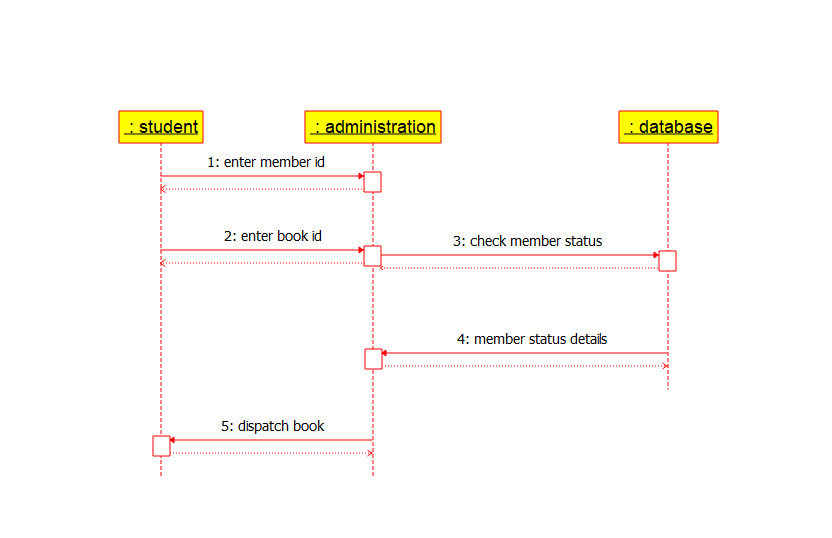 : student
: administration
: database
1: enter member id
2: enter book id
3: check member status
4: member status details
5: dispatch book